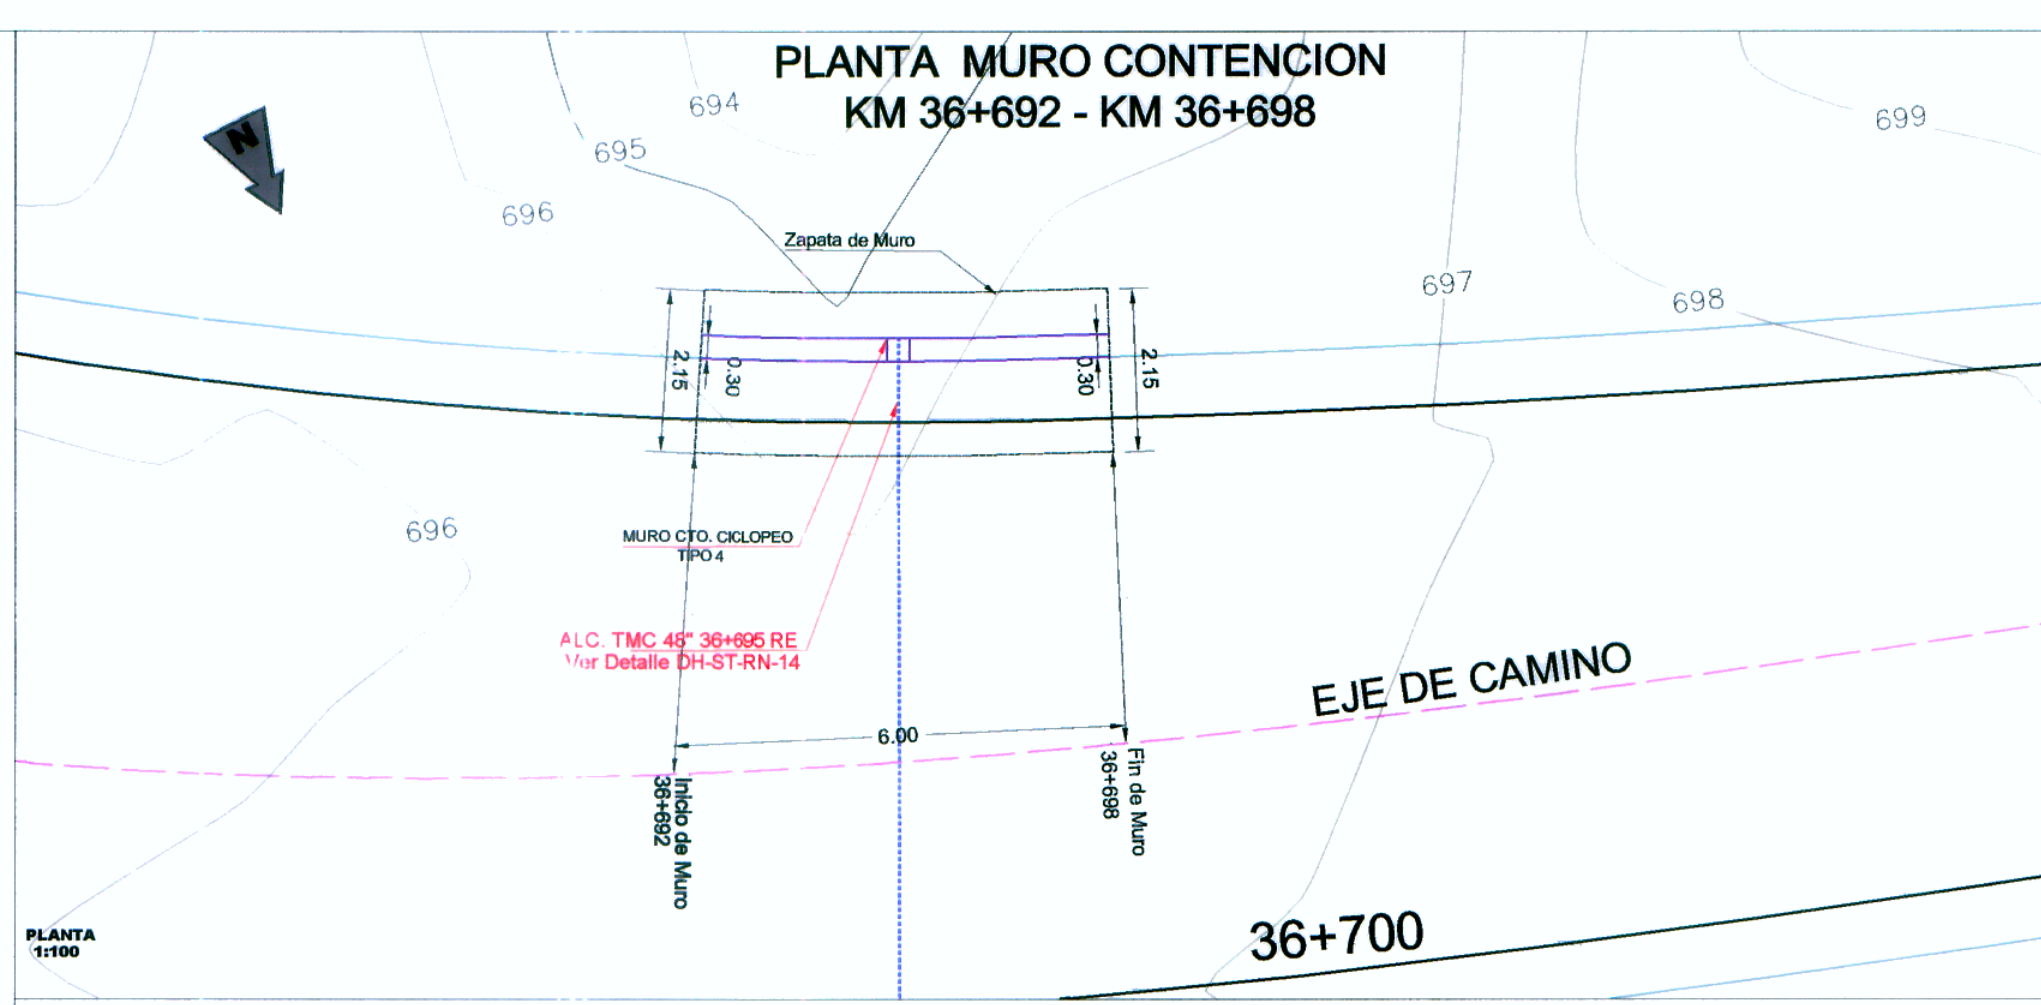 PLANTA MURO CONTENCION
KM 36+692 - KM 36+698
N
694
695
696
699
697
698
Zapata de Muro
2.15
0.30
0.30
2.15
696
MURO CTO. CICLOPEO
TIPO 4
ALC. TMC 48" 36+695 RE
Ver Detalle DH-ST-RN-14
EJE DE CAMINO
6.00
Inicio de Muro
36+692
Fin de Muro
36+698
36+700
PLANTA
1:100